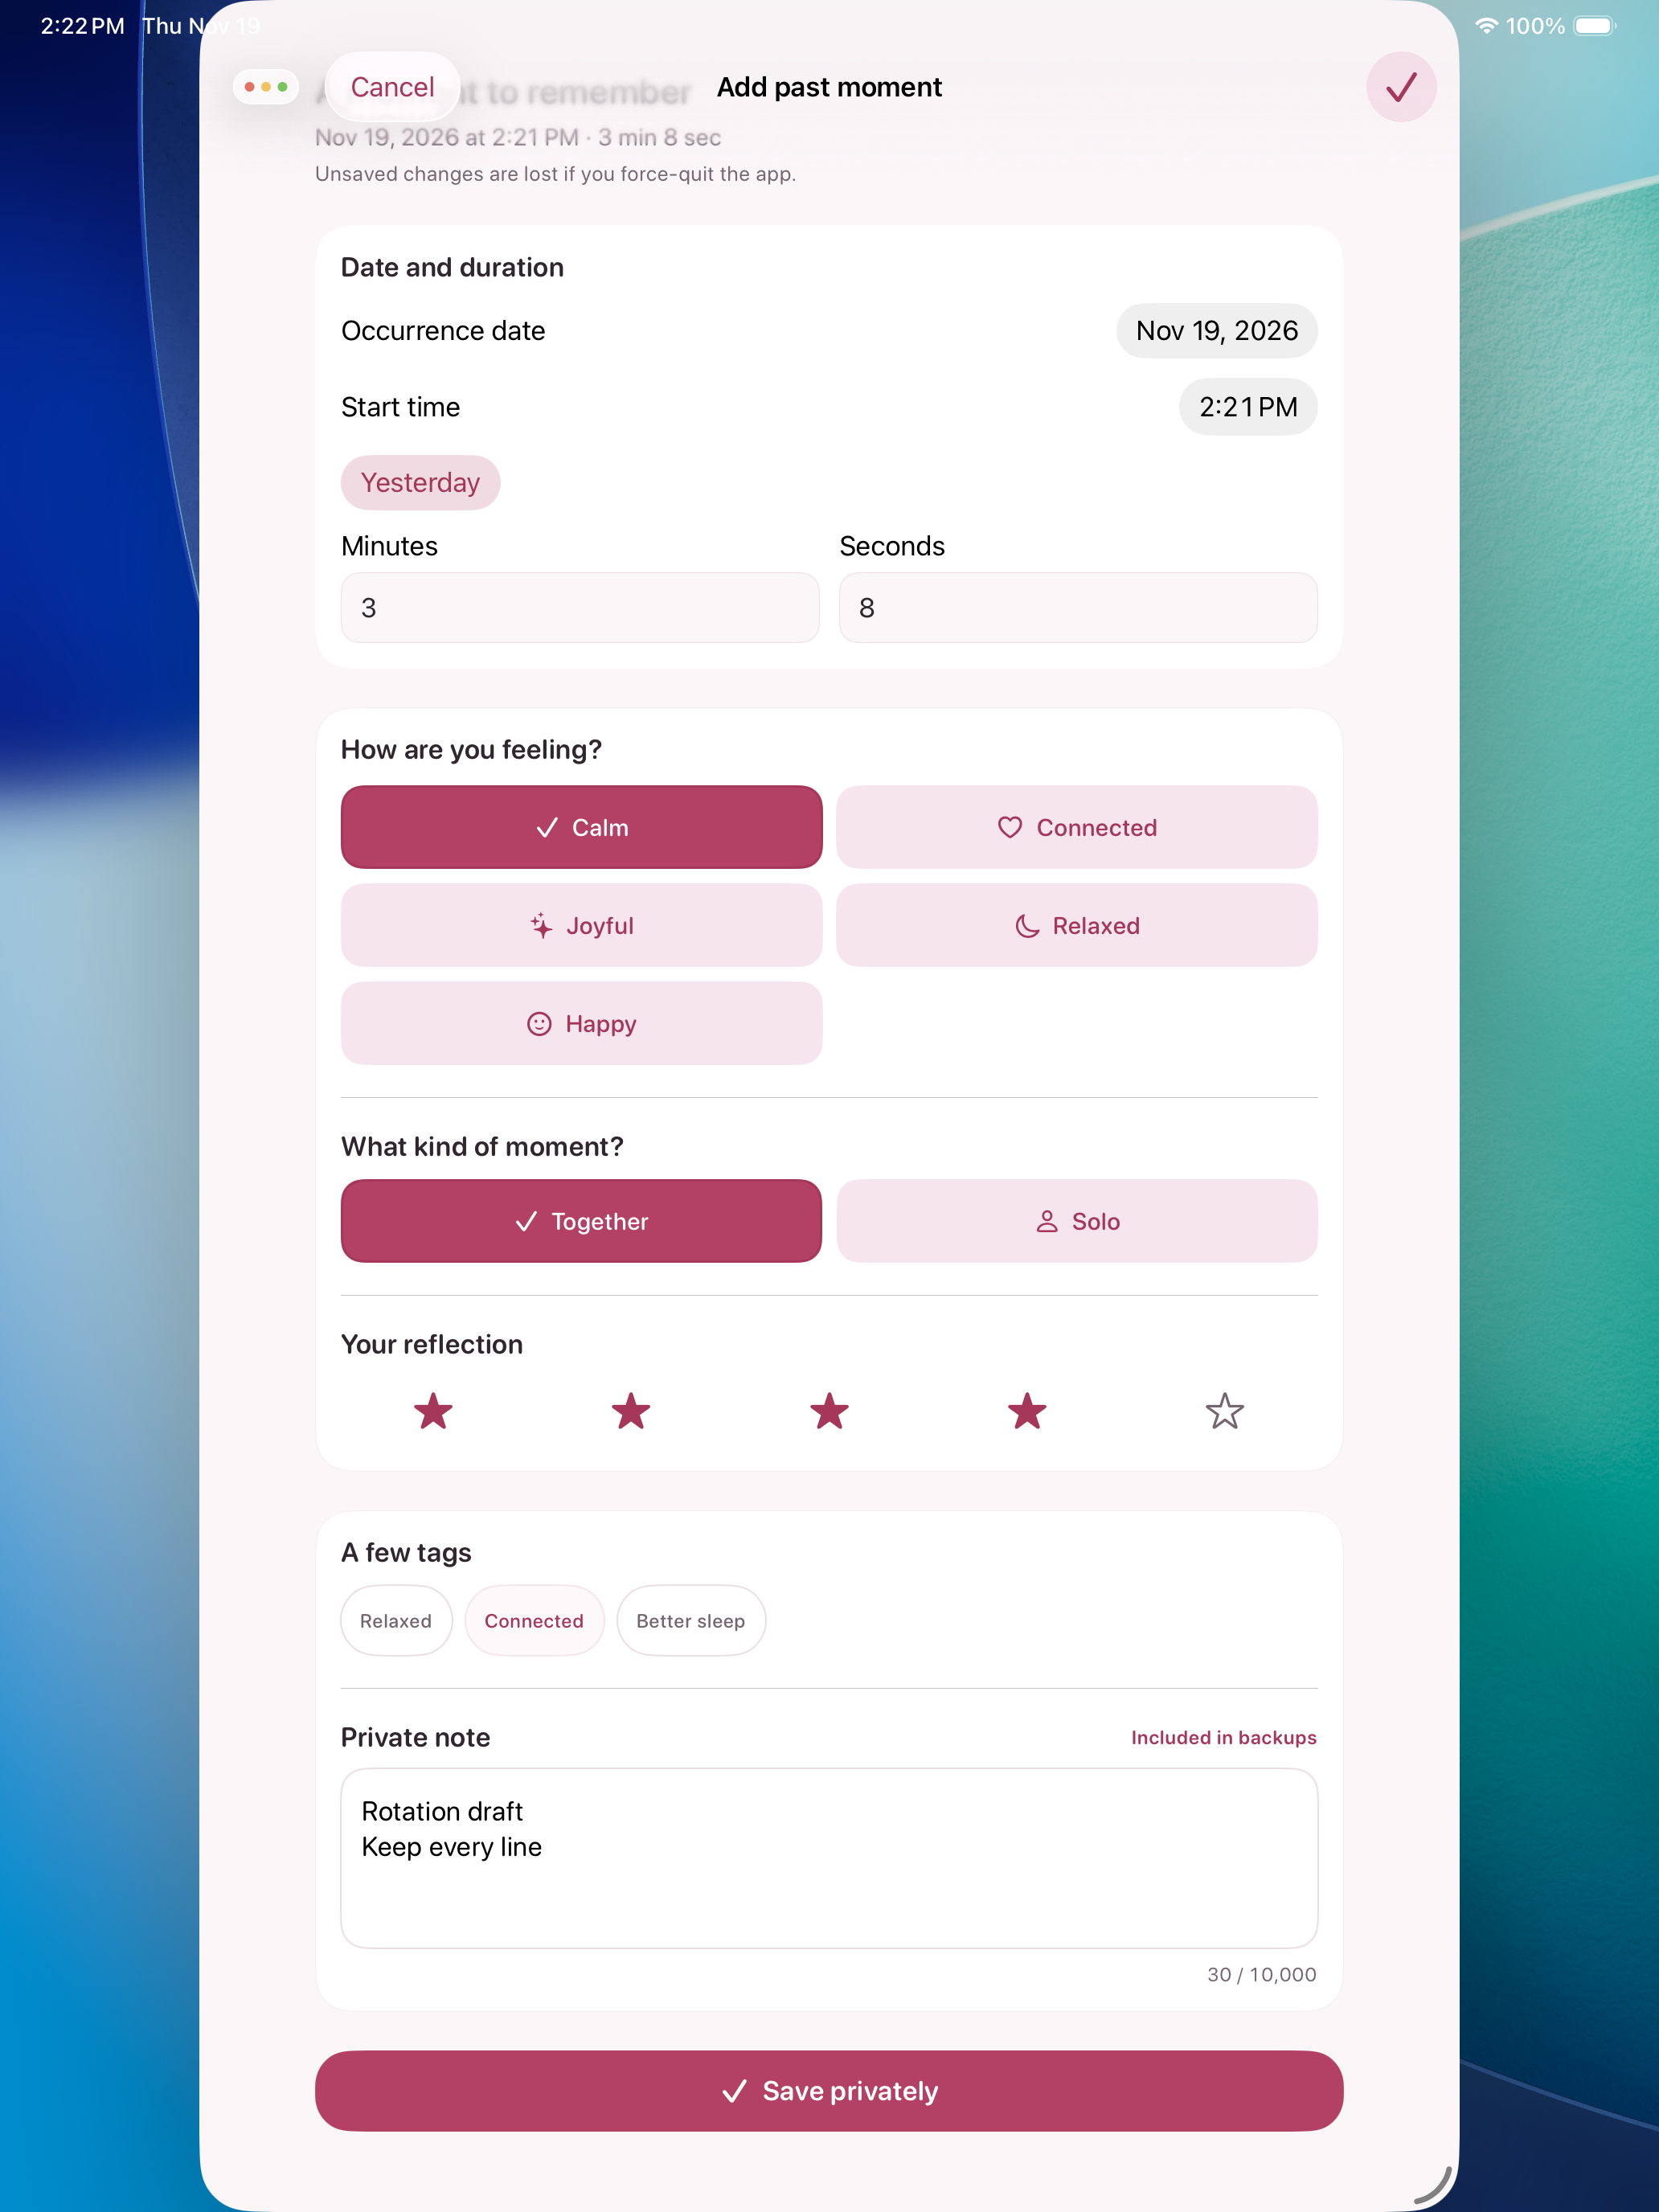 2:22 PM Thu Nov 19
100%
Cancel
Add past moment
to remember
Nov 19, 2026 at 2:21 PM · 3 min 8 sec
Unsaved changes are lost if you force-quit the app.
Date and duration
Occurrence date
Nov 19, 2026
Start time
2:21 PM
Yesterday
Minutes
Seconds
3
8
How are you feeling?
Calm
Connected
Joyful
Relaxed
Happy
What kind of moment?
Together
Solo
Your reflection
A few tags
Relaxed
Connected
Better sleep
Private note
Included in backups
Rotation draft
Keep every line
30 / 10,000
Save privately